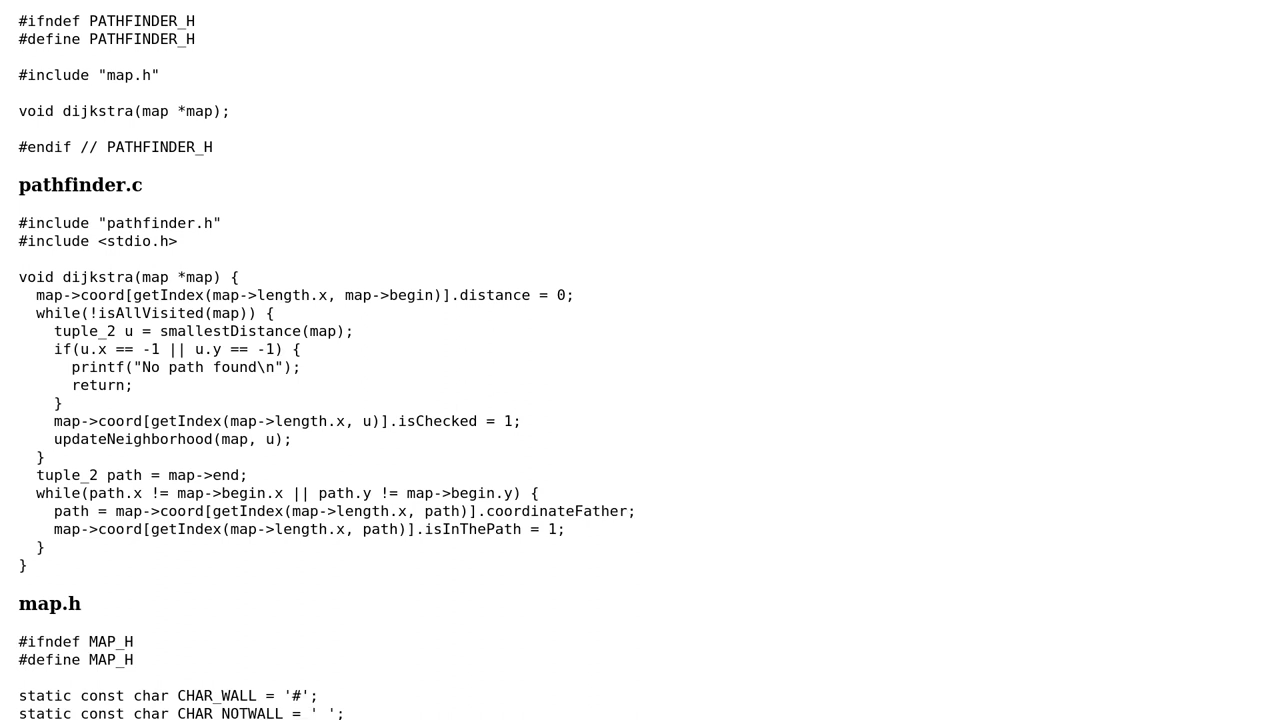 #ifndef PATHFINDER_H
#define PATHFINDER_H

#include "map.h"

void dijkstra(map *map);

#endif // PATHFINDER_H

pathfinder.c

#include "pathfinder.h"
#include <stdio.h>

void dijkstra(map *map) {
  map->coord[getIndex(map->length.x, map->begin)].distance = 0;
  while(!isAllVisited(map)) {
    tuple_2 u = smallestDistance(map);
    if(u.x == -1 || u.y == -1) {
      printf("No path found\n");
      return;
    }
    map->coord[getIndex(map->length.x, u)].isChecked = 1;
    updateNeighborhood(map, u);
  }
  tuple_2 path = map->end;
  while(path.x != map->begin.x || path.y != map->begin.y) {
    path = map->coord[getIndex(map->length.x, path)].coordinateFather;
    map->coord[getIndex(map->length.x, path)].isInThePath = 1;
  }
}

map.h

#ifndef MAP_H
#define MAP_H

static const char CHAR_WALL = '#';
static const char CHAR_NOTWALL = ' ';